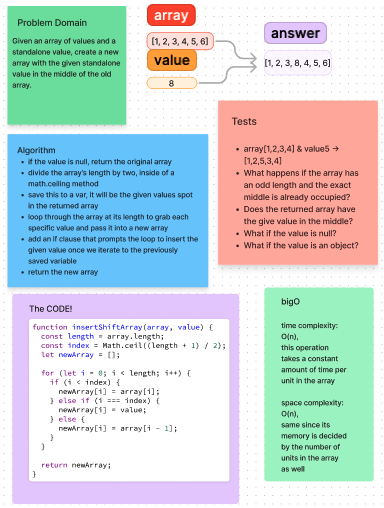 Problem Domain
Given an array of values and a
standalone value, create a new
array with the given standalone
value in the middle of the old
array.
array
[1, 2, 3, 4, 5, 6]
value
8
answer
[1, 2, 3, 8, 4, 5, 6]
Tests
• array[1,2,3,4] & value5 →
[1,2,5,3,4]
• What happens if the array has
an odd length and the exact
middle is already occupied?
• Does the returned array have
the give value in the middle?
• What if the value is null?
• What if the value is an object?
Algorithm
• if the value is null, return the original array
• divide the array's length by two, inside of a
math.ceiling method
• save this to a var, it will be the given values spot
in the returned array
• loop through the array at its length to grab each
specific value and pass it into a new array
• add an if clause that prompts the loop to insert the
given value once we iterate to the previously
saved variable
• return the new array
The CODE!
function insertShiftArray(array, value) {
const length = array.length;
const index = Math.ceil((length + 1) / 2);
let newArray = [];
for (let i = 0; i < length; i++) {
if (i < index) {
newArray[i] = array[i];
} else if (i === index) {
newArray[i] = value;
} else {
newArray[i] = array[i - 1];
}
}
return newArray;
}
bigO
time complexity:
O(n),
this operation
takes a constant
amount of time per
unit in the array
space complexity:
O(n),
same since its
memory is decided
by the number of
units in the array
as well